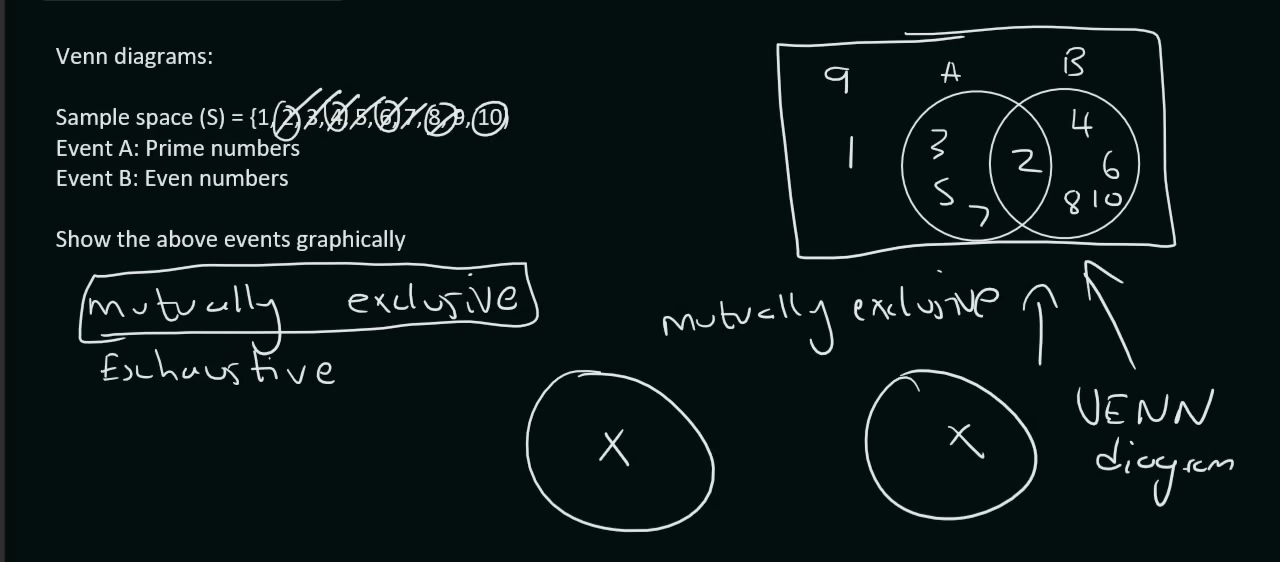 Venn diagrams:
Sample space (S) = {1, 2, 3, 4, 5, 6, 7, 8, 9, 10}
Event A: Prime numbers
Event B: Even numbers
Show the above events graphically
mutually exclusive
Exhaustive
9 A B
1
3
5
7
2
4
6
8 10
mutually exclusive
X
X
VENN
diagram